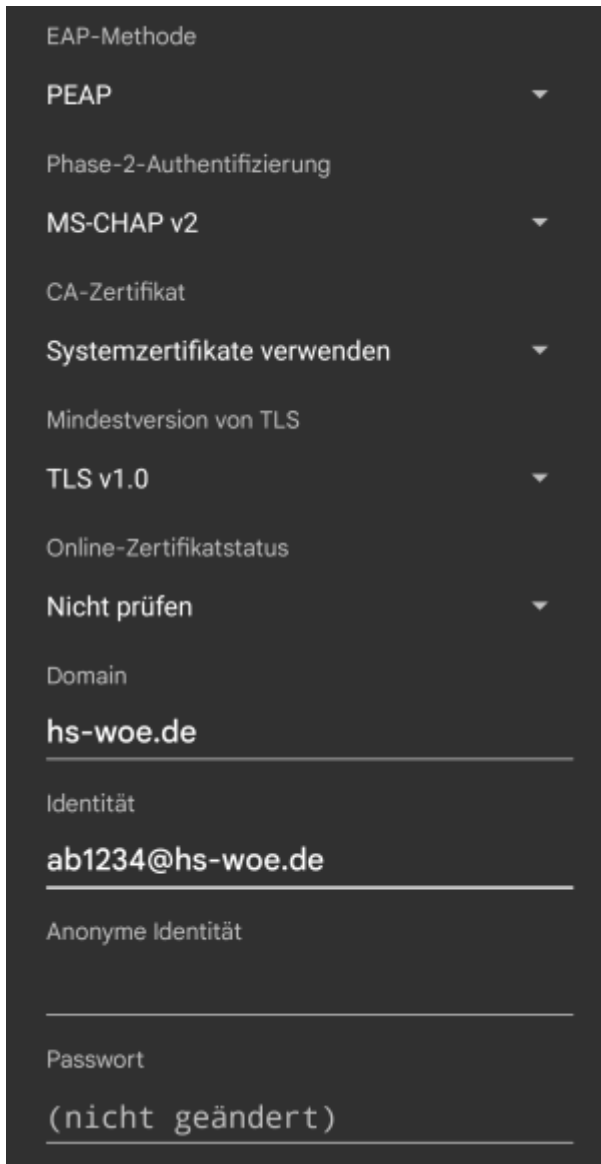 EAP-Methode
PEAP
Phase-2-Authentifizierung
MS-CHAP v2
CA-Zertifikat
Systemzertifikate verwenden
Mindestversion von TLS
TLS v1.0
Online-Zertifikatstatus
Nicht prüfen
Domain
hs-woe.de
Identität
ab1234@hs-woe.de
Anonyme Identität
Passwort
(nicht geändert)